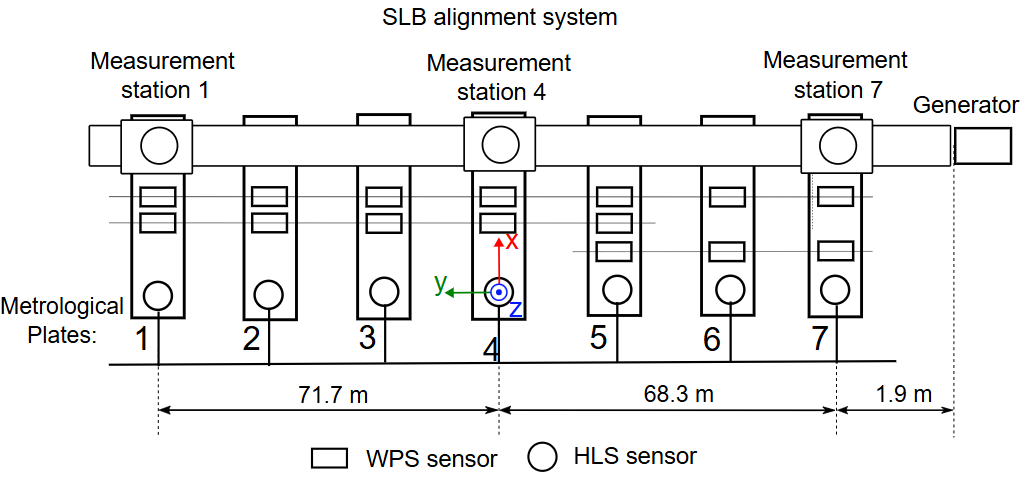 SLB alignment system
Measurement
station 1
Measurement
station 4
Measurement
station 7
Generator
x
y
z
Metrological
Plates:
1
2
3
4
5
6
7
71.7 m
68.3 m
1.9 m
WPS sensor
HLS sensor